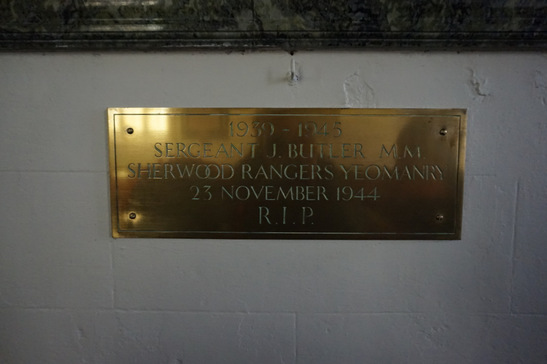 1939 - 1945
SERGEANT J. BUTLER M.M
SHERWOOD RANGERS YEOMANRY
23 NOVEMBER 1944
R.I.P.